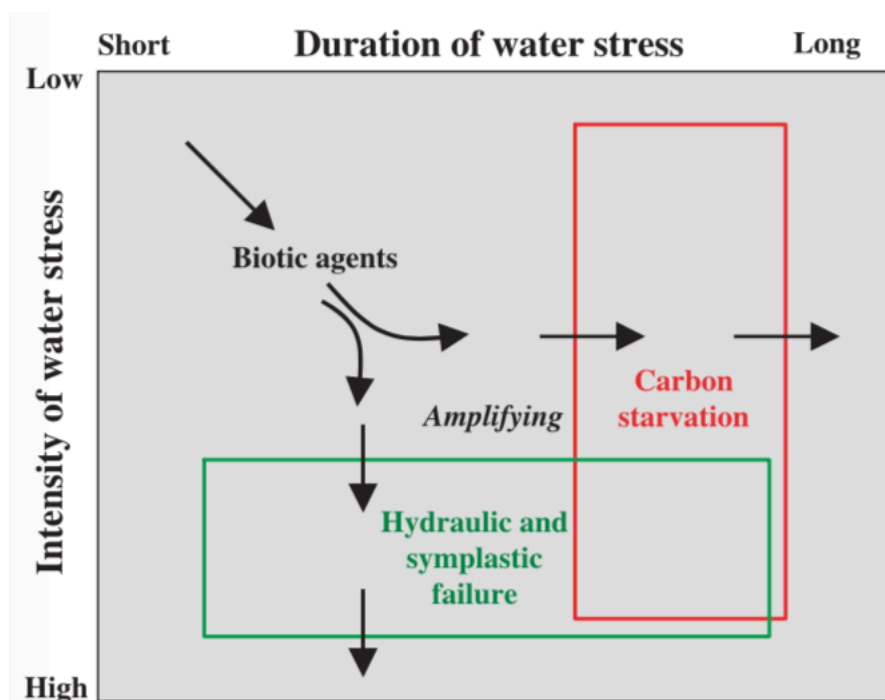 Short Duration of water stress Long
Low
Intensity of water stress
Biotic agents
Carbon
starvation
Amplifying
Hydraulic and
symplastic
failure
High